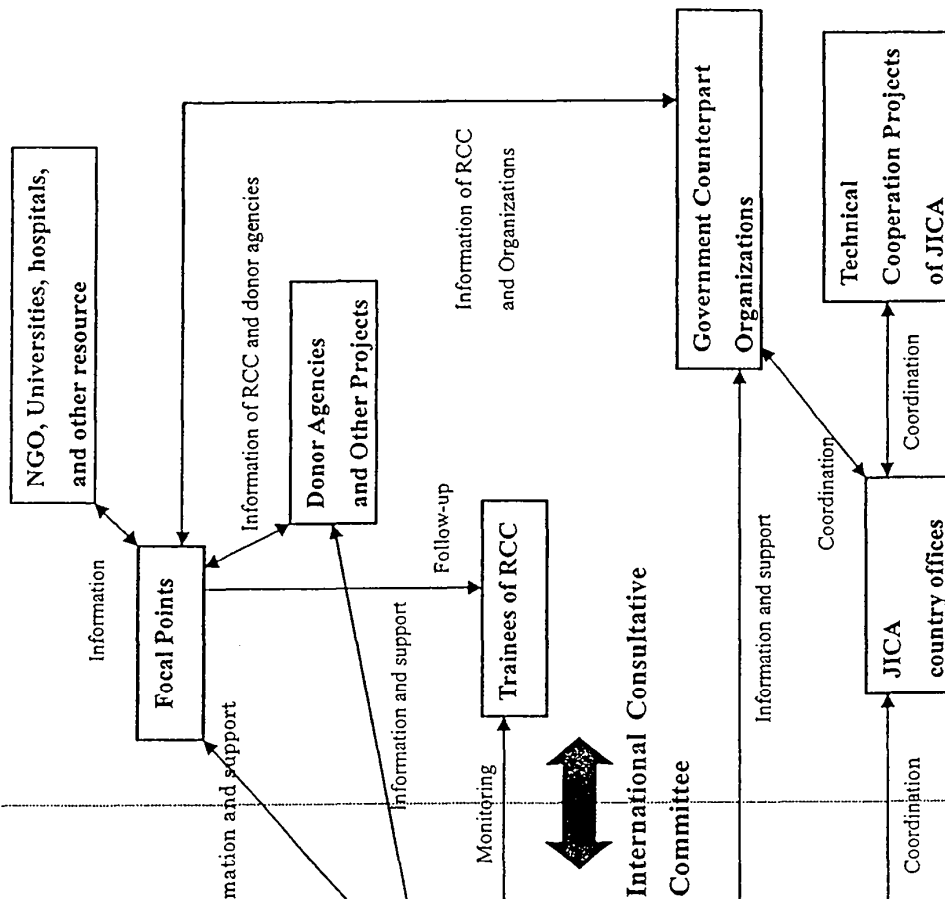 NGO, Universities, hospitals,
and other resource
Information
Focal Points
Information of RCC and donor agencies
Donor Agencies
and Other Projects
Information of RCC
and Organizations
mation and support
Follow-up
Information and support
Trainees of RCC
Monitoring
International Consultative
Committee
Government Counterpart
Organizations
Information and support
Coordination
Technical
Cooperation Projects
of JICA
Coordination
JICA
country offices
Coordination